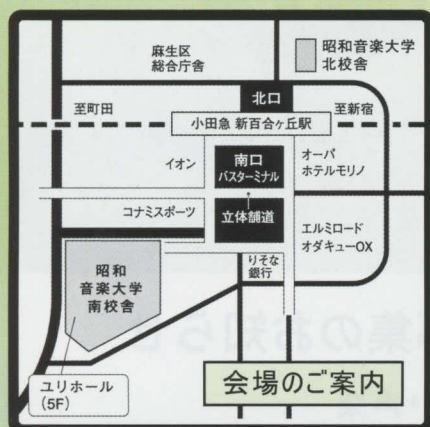 麻生区
総合庁舎
昭和音楽大学
北校舎
北口
至町田
至新宿
小田急 新百合ヶ丘駅
イオン
南口
バスターミナル
オーパ
ホテルモリノ
コナミスポーツ
立体舗道
エルミロード
オダキューOX
りそな
銀行
昭和
音楽大学
南校舎
ユリホール
(5F)
会場のご案内